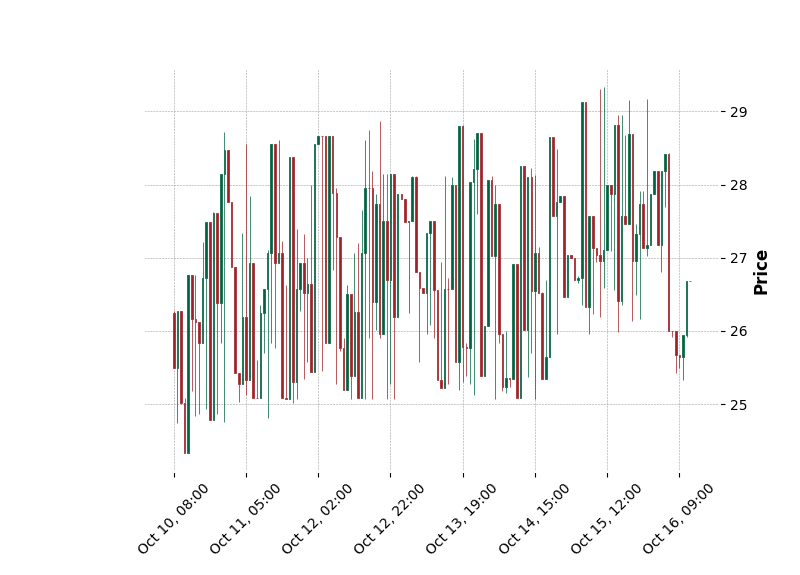 29
28
27
26
25
Price
Oct 10, 08:00
Oct 11, 05:00
Oct 12, 02:00
Oct 12, 22:00
Oct 13, 19:00
Oct 14, 15:00
Oct 15, 12:00
Oct 16, 09:00